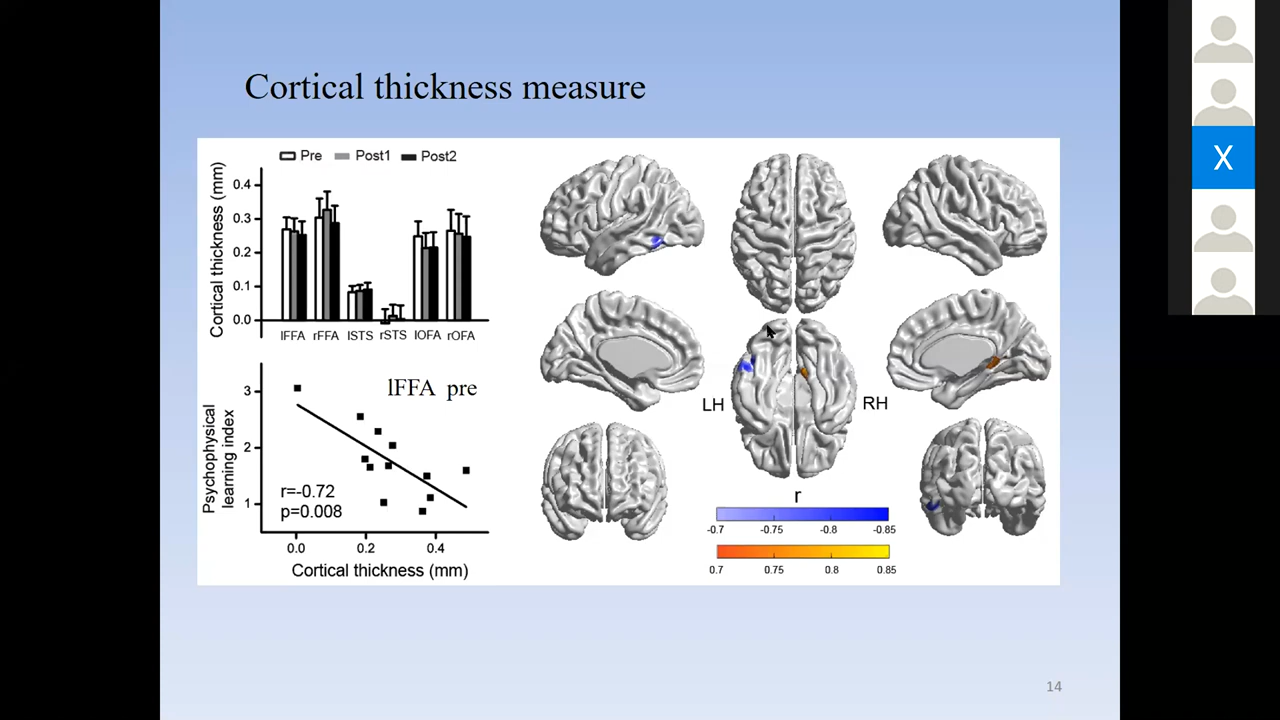 Cortical thickness measure
Pre Post1 Post2
Cortical thickness (mm)
0.4
0.3
0.2
0.1
0.0
lFFA rFFA lSTS rSTS lOFA rOFA
Psychophysical
learning index
3
2
1
lFFA pre
r=-0.72
p=0.008
0.0 0.2 0.4
Cortical thickness (mm)
LH RH
r
-0.7 -0.75 -0.8 -0.85
0.7 0.75 0.8 0.85
14
X